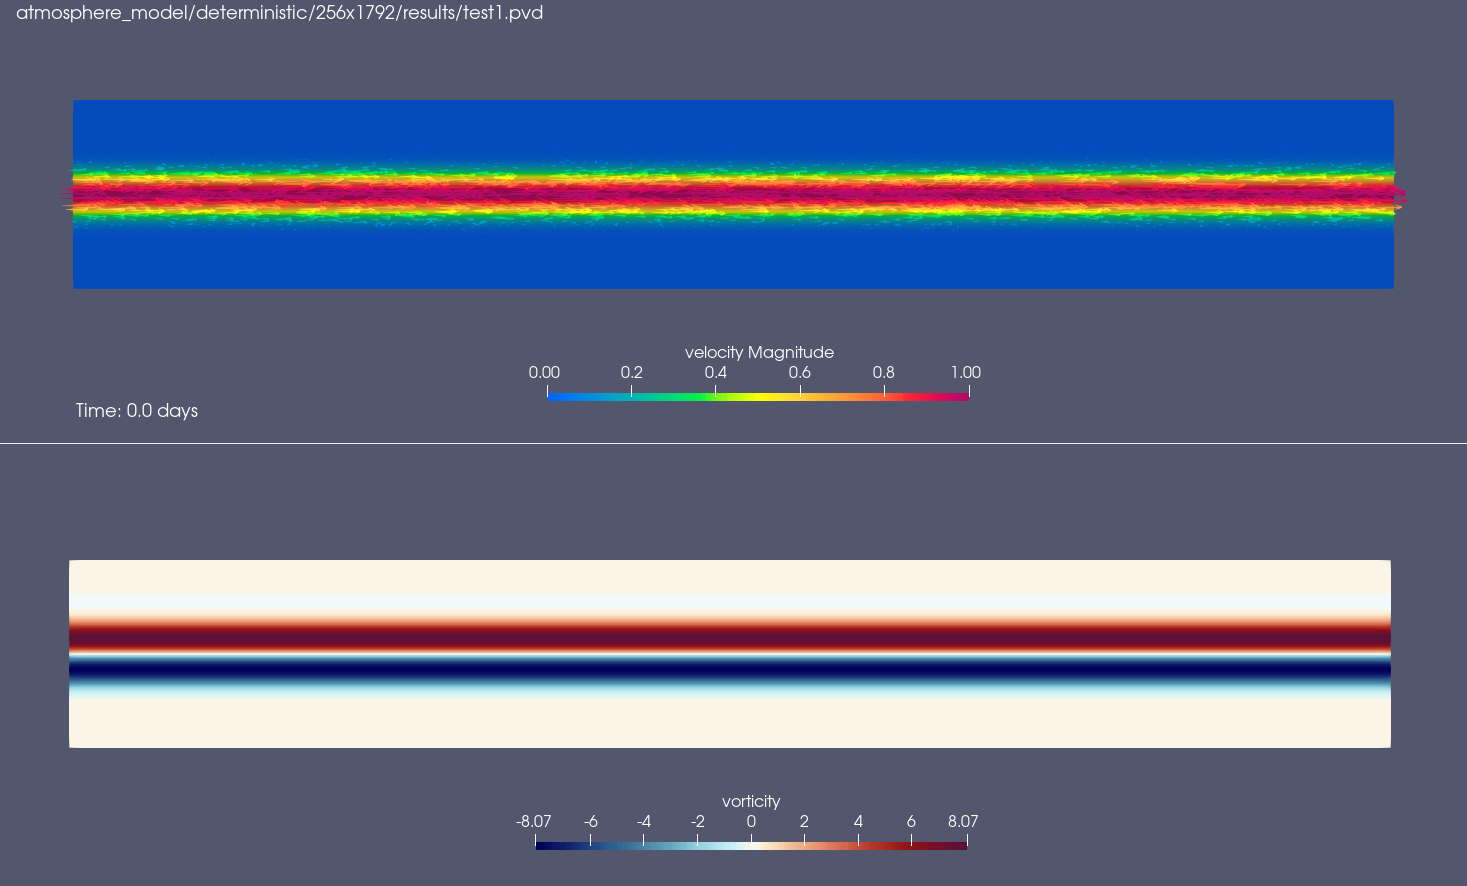 atmosphere_model/deterministic/256x1792/results/test1.pvd
velocity Magnitude
0.00 0.2 0.4 0.6 0.8 1.00
Time: 0.0 days
vorticity
-8.07 -6 -4 -2 0 2 4 6 8.07